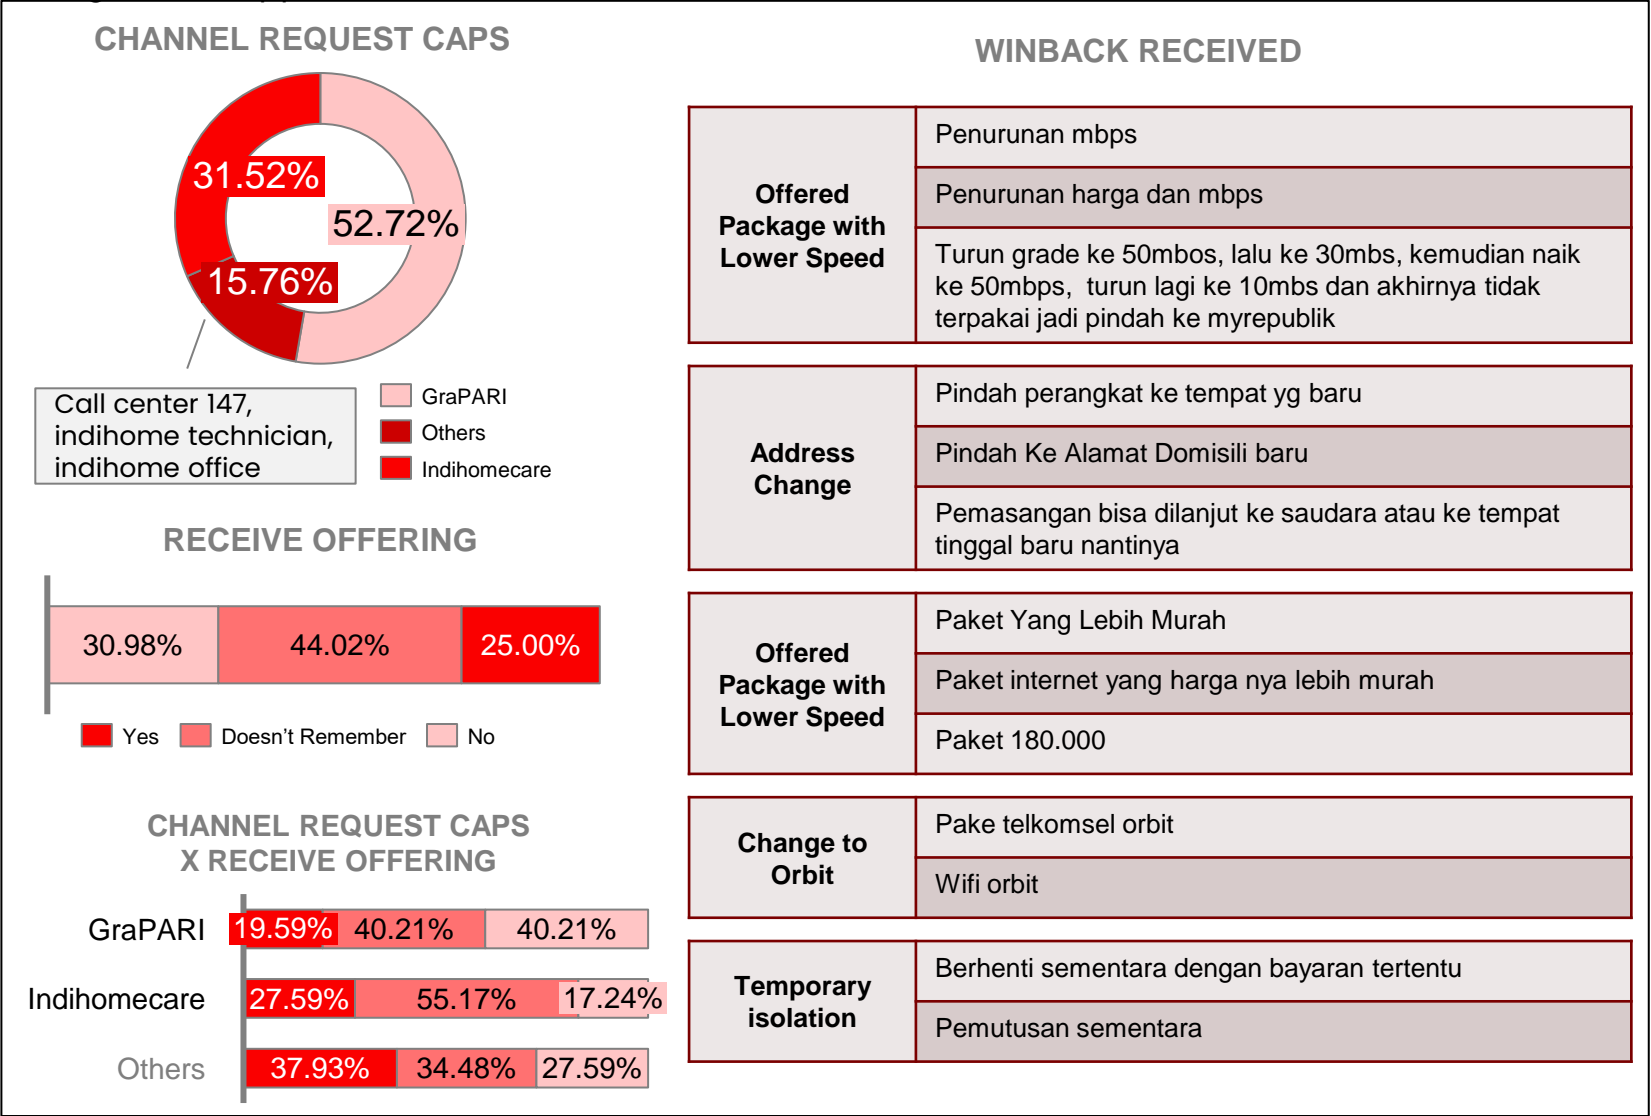 CHANNEL REQUEST CAPS
31.52%
52.72%
15.76%
Call center 147,
indihome technician,
indihome office
GraPARI
Others
Indihomecare
RECEIVE OFFERING
30.98%
44.02%
25.00%
Yes
Doesn't Remember
No
CHANNEL REQUEST CAPS
X RECEIVE OFFERING
GraPARI
19.59%
40.21%
40.21%
Indihomecare
27.59%
55.17%
17.24%
Others
37.93%
34.48%
27.59%
WINBACK RECEIVED
Offered
Package with
Lower Speed
Penurunan mbps
Penurunan harga dan mbps
Turun grade ke 50mbos, lalu ke 30mbs, kemudian naik
ke 50mbps,  turun lagi ke 10mbs dan akhirnya tidak
terpakai jadi pindah ke myrepublik
Address
Change
Pindah perangkat ke tempat yg baru
Pindah Ke Alamat Domisili baru
Pemasangan bisa dilanjut ke saudara atau ke tempat
tinggal baru nantinya
Offered
Package with
Lower Speed
Paket Yang Lebih Murah
Paket internet yang harga nya lebih murah
Paket 180.000
Change to
Orbit
Pake telkomsel orbit
Wifi orbit
Temporary
isolation
Berhenti sementara dengan bayaran tertentu
Pemutusan sementara